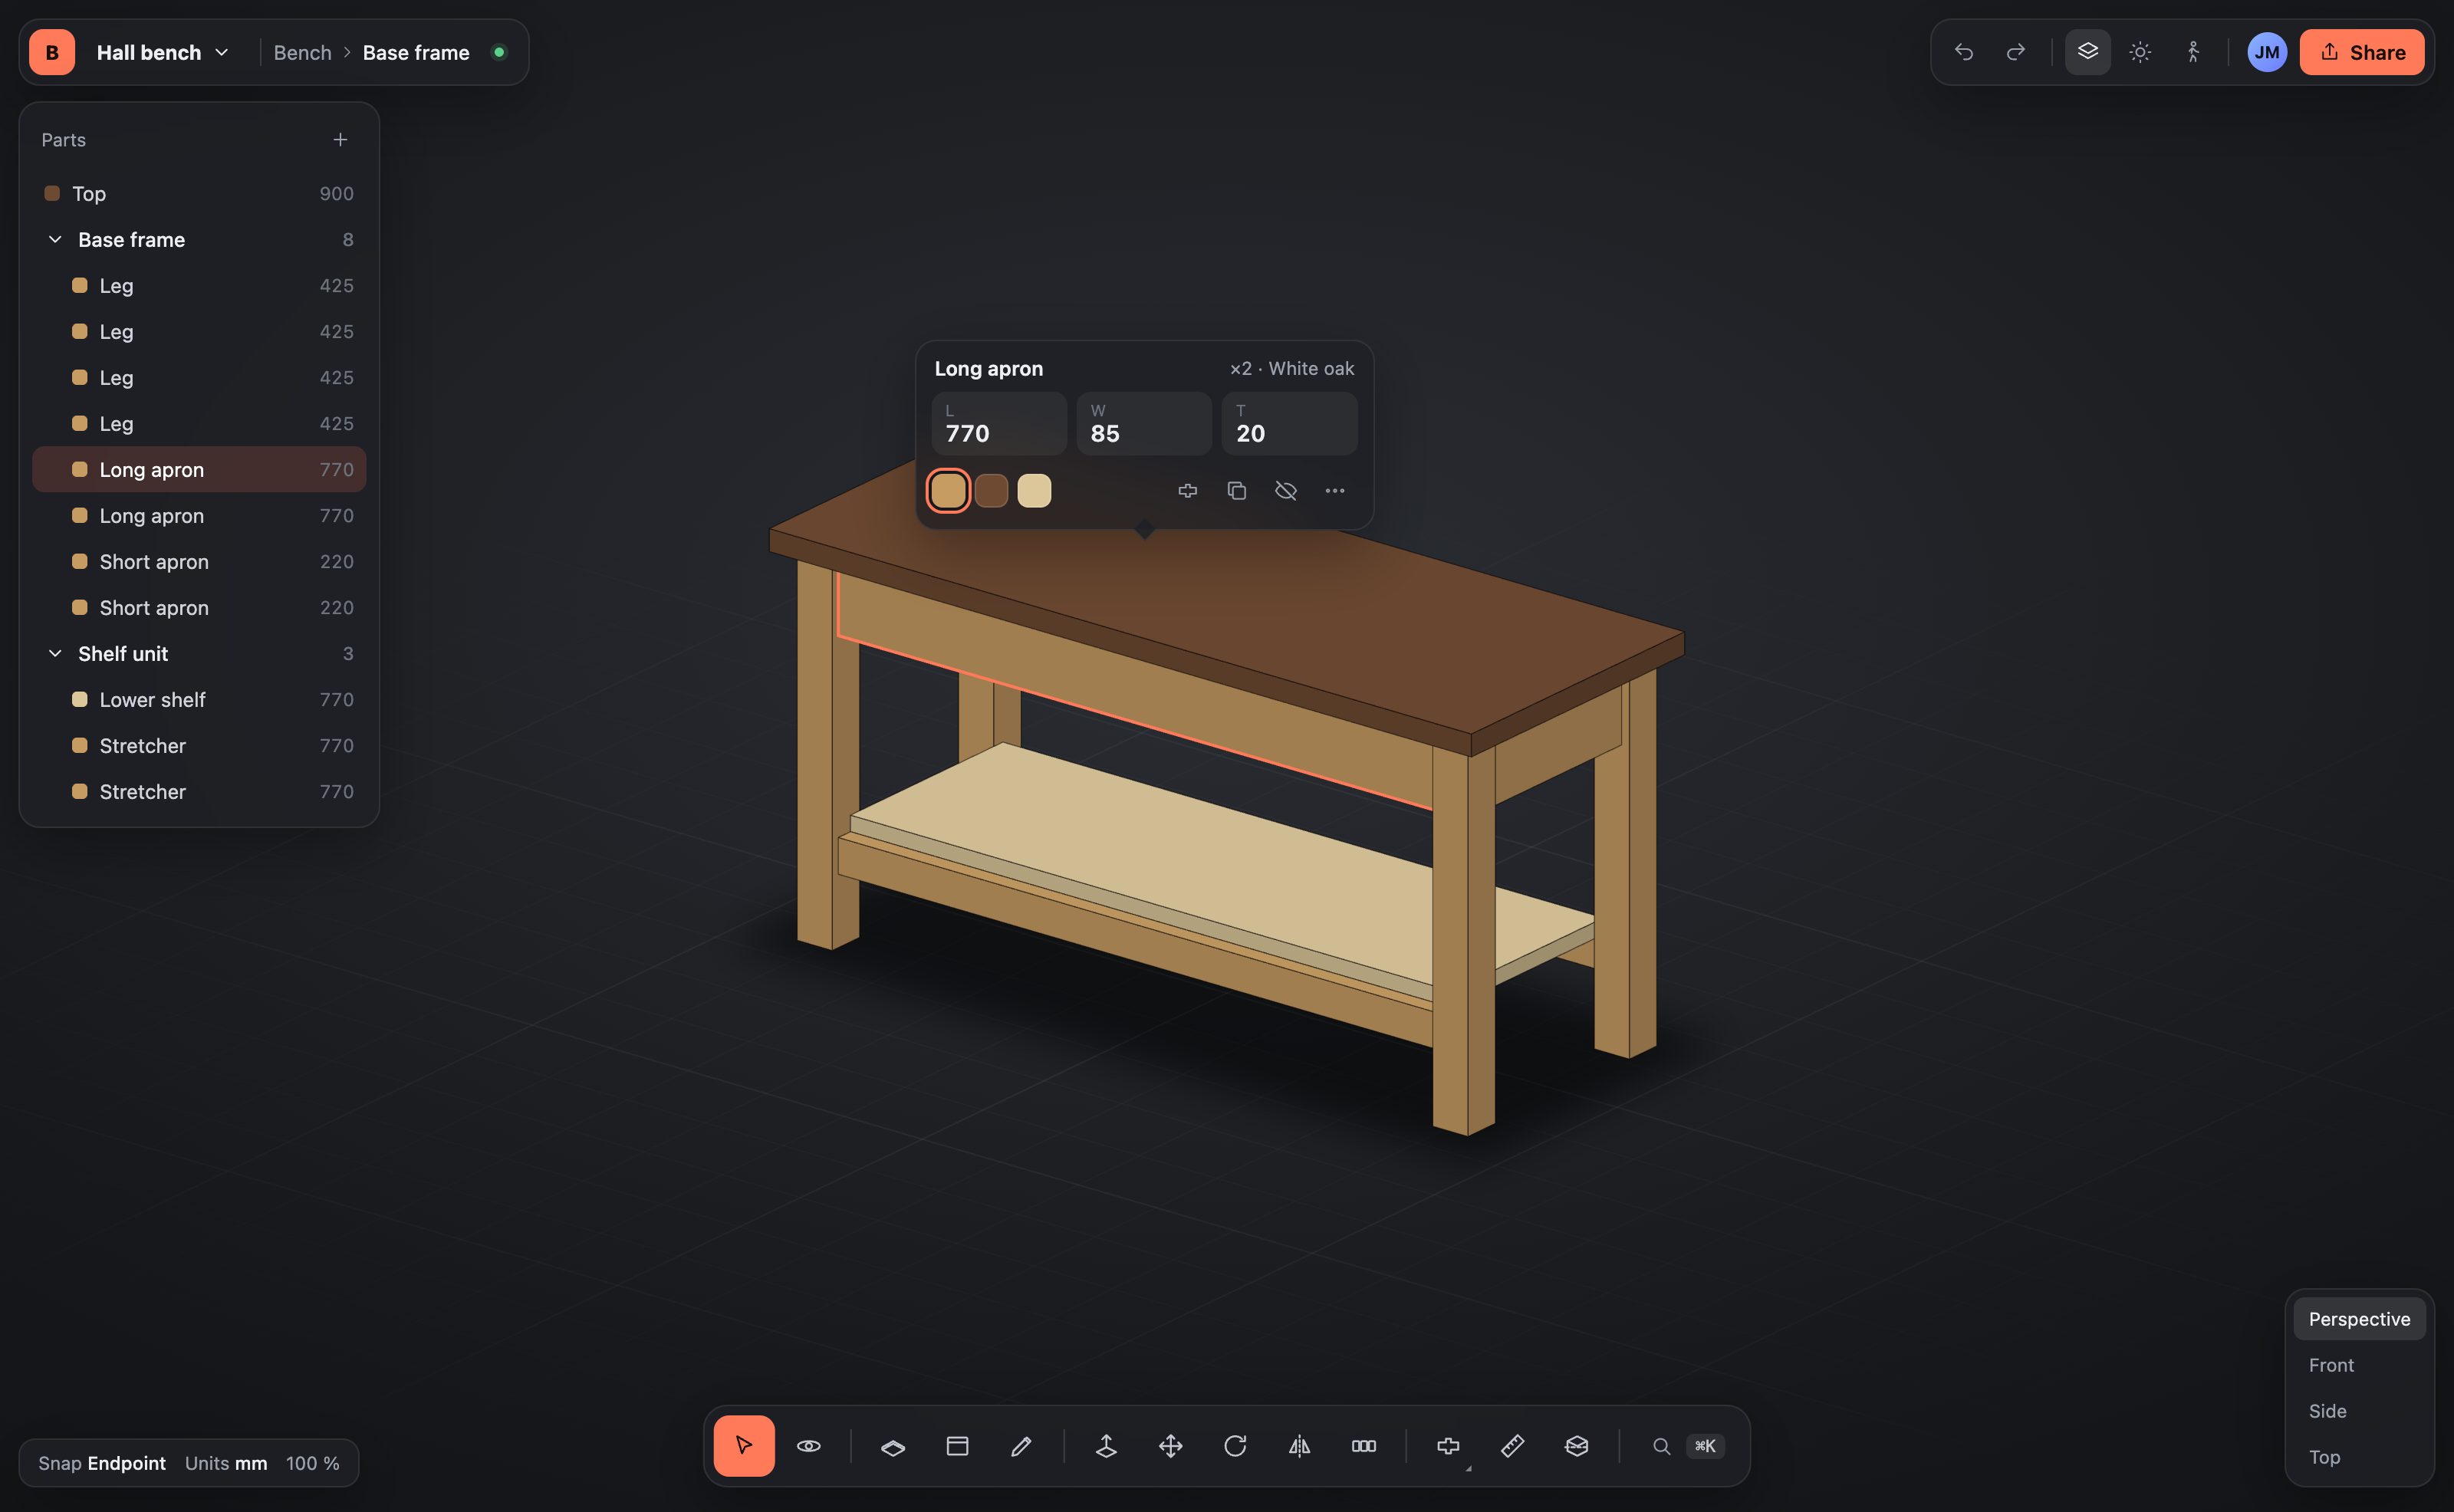 B Hall bench Bench > Base frame
JM Share
Parts +
Top 900
Base frame 8
Leg 425
Leg 425
Leg 425
Leg 425
Long apron 770
Long apron 770
Short apron 220
Short apron 220
Shelf unit 3
Lower shelf 770
Stretcher 770
Stretcher 770
Long apron ×2 · White oak
L W T
770 85 20
Perspective
Front
Side
Top
Snap Endpoint Units mm 100 %
⌘K